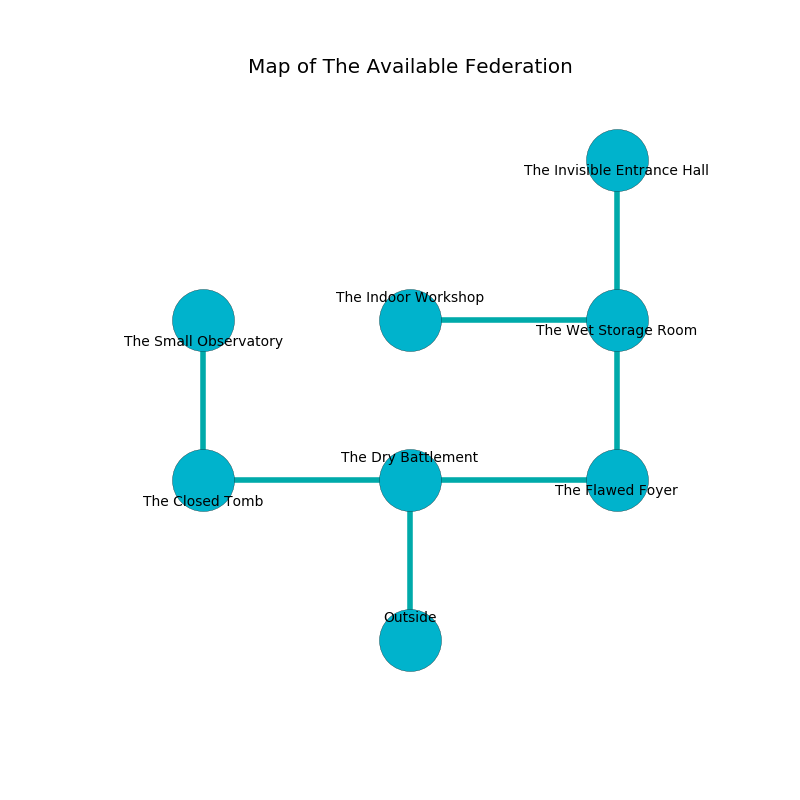 Map of The Available Federation
The Invisible Entrance Hall
The Indoor Workshop
The Wet Storage Room
The Small Observatory
The Dry Battlement
The Flawed Foyer
The Closed Tomb
Outside